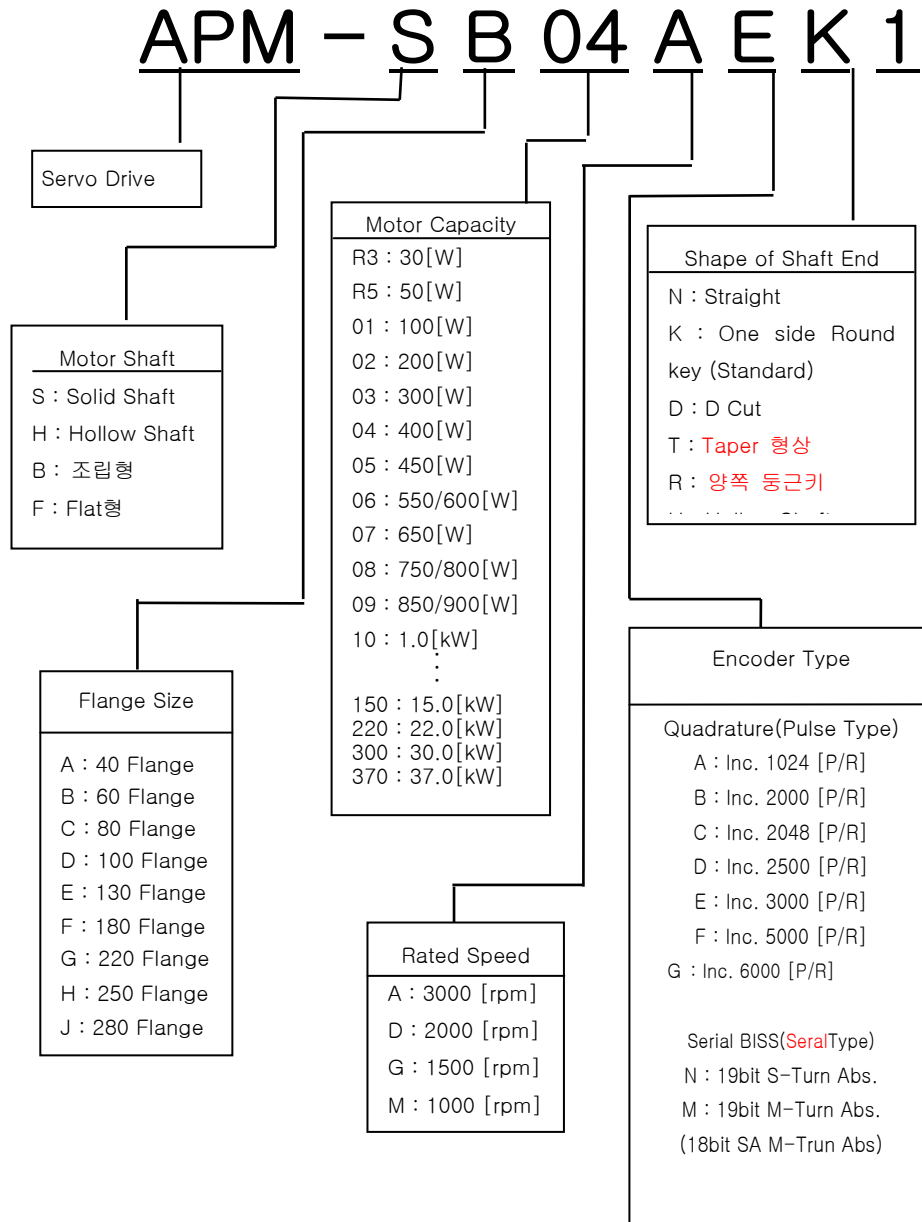 APM - S B 04 A E K 1
Servo Drive
Motor Shaft
S : Solid Shaft
H : Hollow Shaft
B : 조립형
F : Flat형
Flange Size
A : 40 Flange
B : 60 Flange
C : 80 Flange
D : 100 Flange
E : 130 Flange
F : 180 Flange
G : 220 Flange
H : 250 Flange
J : 280 Flange
Motor Capacity
R3 : 30[W]
R5 : 50[W]
01 : 100[W]
02 : 200[W]
03 : 300[W]
04 : 400[W]
05 : 450[W]
06 : 550/600[W]
07 : 650[W]
08 : 750/800[W]
09 : 850/900[W]
10 : 1.0[kW]
:
150 : 15.0[kW]
220 : 22.0[kW]
300 : 30.0[kW]
370 : 37.0[kW]
Rated Speed
A : 3000 [rpm]
D : 2000 [rpm]
G : 1500 [rpm]
M : 1000 [rpm]
Shape of Shaft End
N : Straight
K : One side Round
key (Standard)
D : D Cut
T : Taper 형상
R : 양쪽 둥근키
Encoder Type
Quadrature(Pulse Type)
A : Inc. 1024 [P/R]
B : Inc. 2000 [P/R]
C : Inc. 2048 [P/R]
D : Inc. 2500 [P/R]
E : Inc. 3000 [P/R]
F : Inc. 5000 [P/R]
G : Inc. 6000 [P/R]
Serial BISS(SeralType)
N : 19bit S-Turn Abs.
M : 19bit M-Turn Abs.
(18bit SA M-Trun Abs)